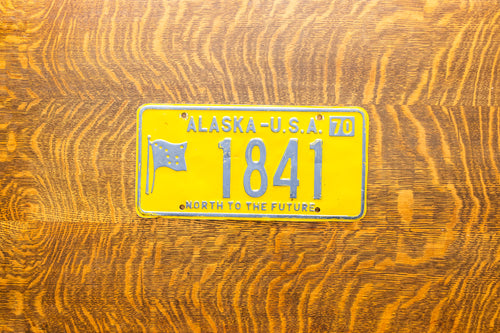 ALASKA-U.S.A. 70
1841
NORTH TO THE FUTURE